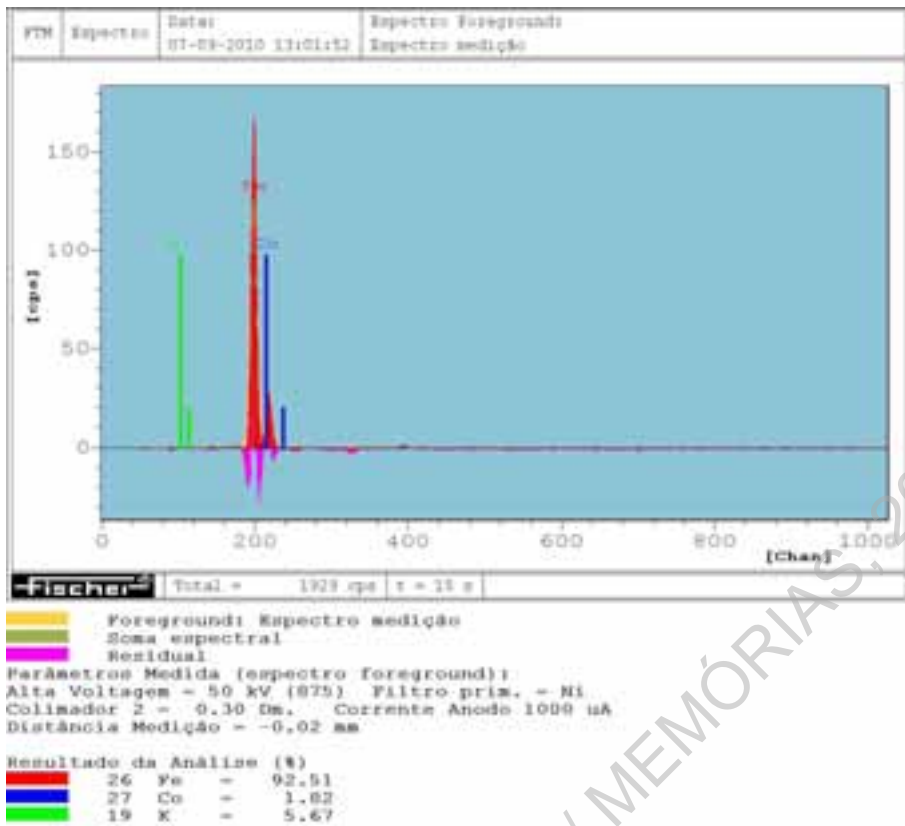 FTM Espectro Data: Espectro Foreground:
07-09-2010 13:01:52 Espectro medição
150
100
50
0
[cps]
Fe
Co
0 200 400 600 800 1000
[Chan]
Fischer Total = 1929 cps t = 15 s
Foreground: Espectro medição
Soma espectral
Residual
Parâmetros Medida (espectro foreground):
Alta Voltagem = 50 kV (875) Filtro prim. = Ni
Colimador 2 = 0.30 Dm. Corrente Anodo 1000 uA
Distância Medição = -0.02 mm
Resultado da Análise (%)
26 Fe = 92.51
27 Co = 1.82
19 K = 5.67
MEMÓRIAS, 20